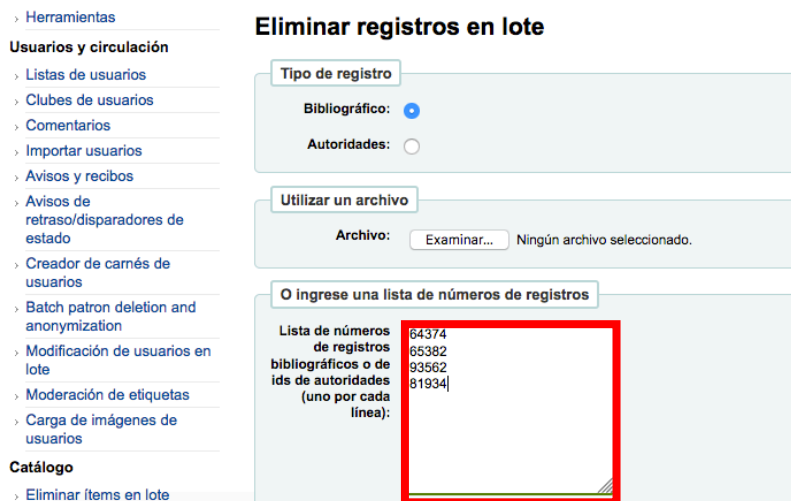 Herramientas
Usuarios y circulación
Listas de usuarios
Clubes de usuarios
Comentarios
Importar usuarios
Avisos y recibos
Avisos de
retraso/disparadores de
estado
Creador de carnés de
usuarios
Batch patron deletion and
anonymization
Modificación de usuarios en
lote
Moderación de etiquetas
Carga de imágenes de
usuarios
Catálogo
Eliminar ítems en lote
Eliminar registros en lote
Tipo de registro
Bibliográfico:
Autoridades:
Utilizar un archivo
Archivo: Examinar... Ningún archivo seleccionado.
O ingrese una lista de números de registros
Lista de números
de registros
bibliográficos o de
ids de autoridades
(uno por cada
línea):
64374
65382
93562
81934